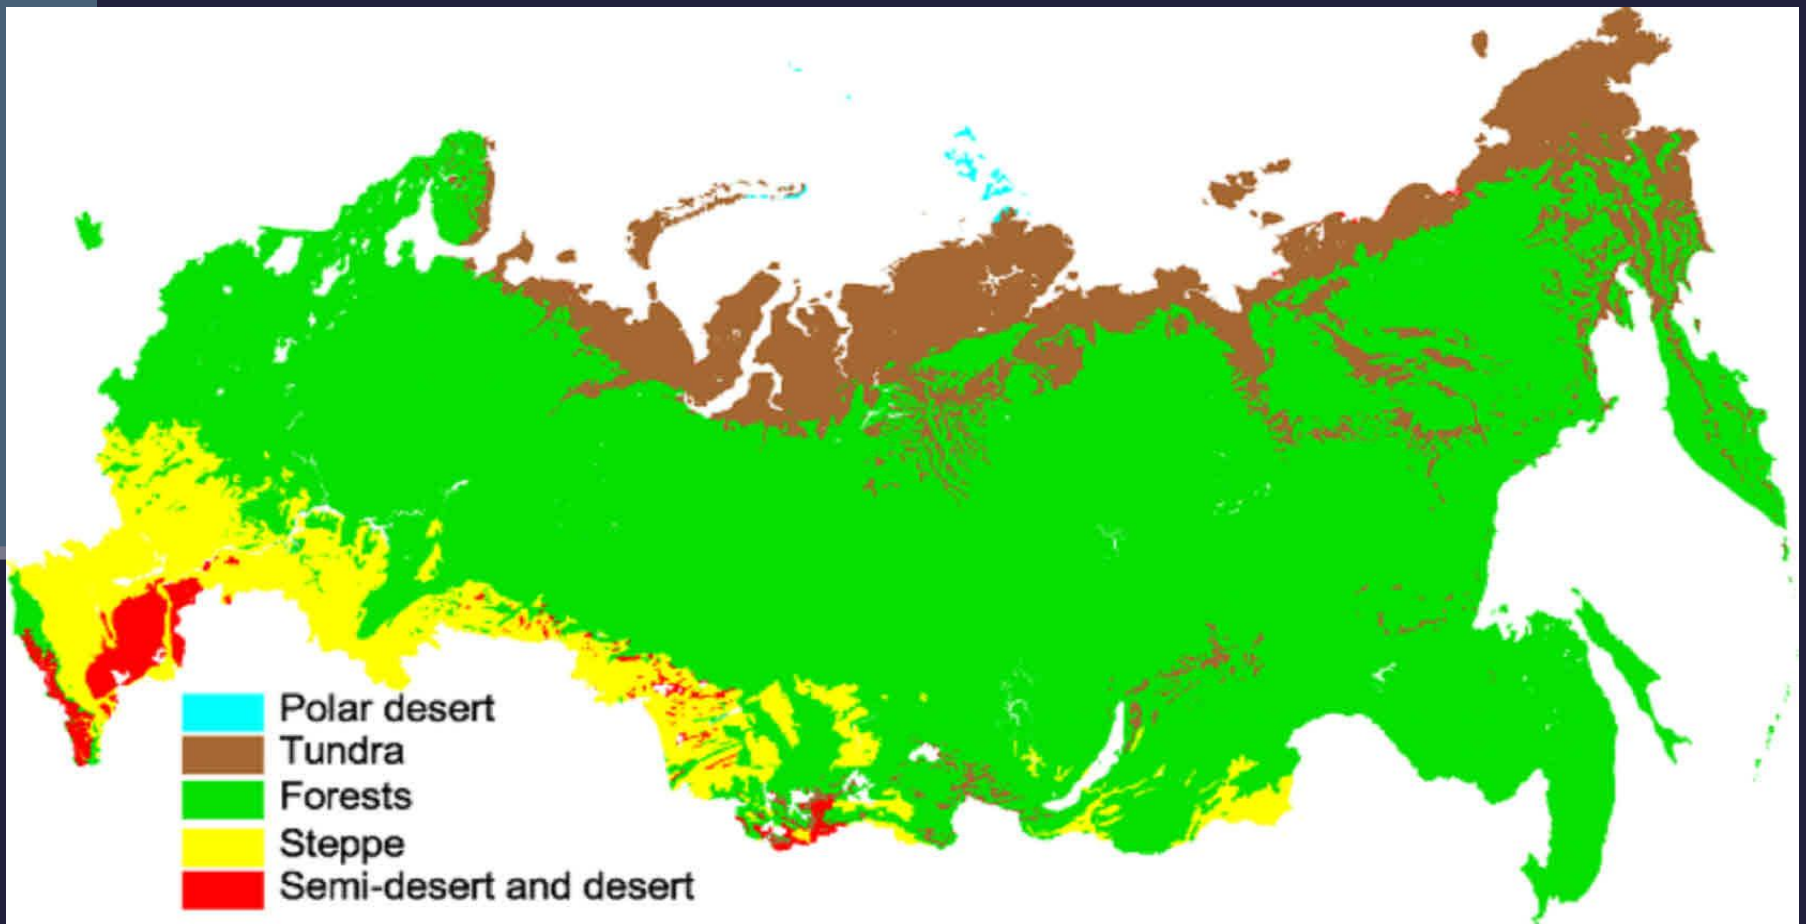 Polar desert
Tundra
Forests
Steppe
Semi-desert and desert